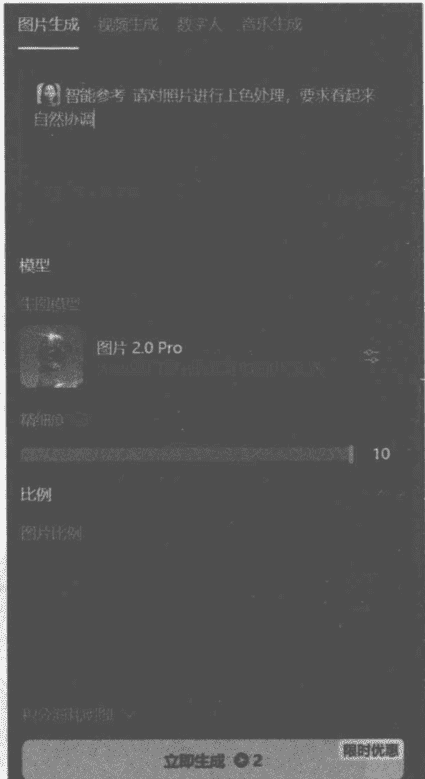 图片生成 视频生成 数字人 音乐生成
智能参考 请对照片进行上色处理，要求看起来
自然协调
模型
生图模型
图片 2.0 Pro
精细度
10
比例
图片比例
立即生成 2
限时优惠